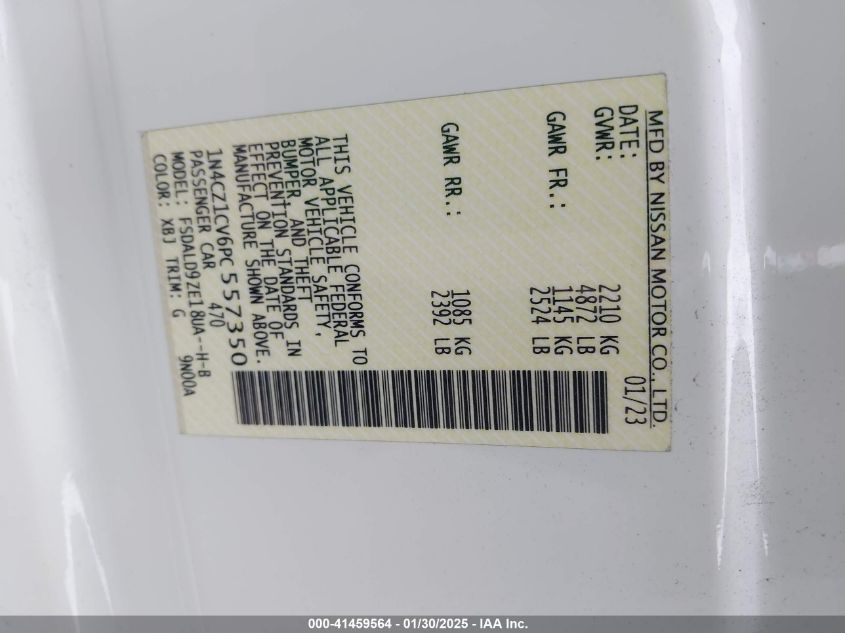 MFD BY NISSAN MOTOR CO., LTD.
DATE: 01/23
GVWR: 2210 KG
4872 LB
GAWR FR.: 1145 KG
2524 LB
GAWR RR.: 1085 KG
2392 LB
THIS VEHICLE CONFORMS TO
ALL APPLICABLE FEDERAL
MOTOR VEHICLE SAFETY,
BUMPER AND THEFT
PREVENTION STANDARDS IN
EFFECT ON THE DATE OF
MANUFACTURE SHOWN ABOVE.
1N4CZ1CV6PC557350
PASSENGER CAR 470
MODEL: FSDALD9ZE18UA--H-B
COLOR: XBJ TRIM: G 9N00A
000-41459564 / 01/30/2025 - IAA Inc.